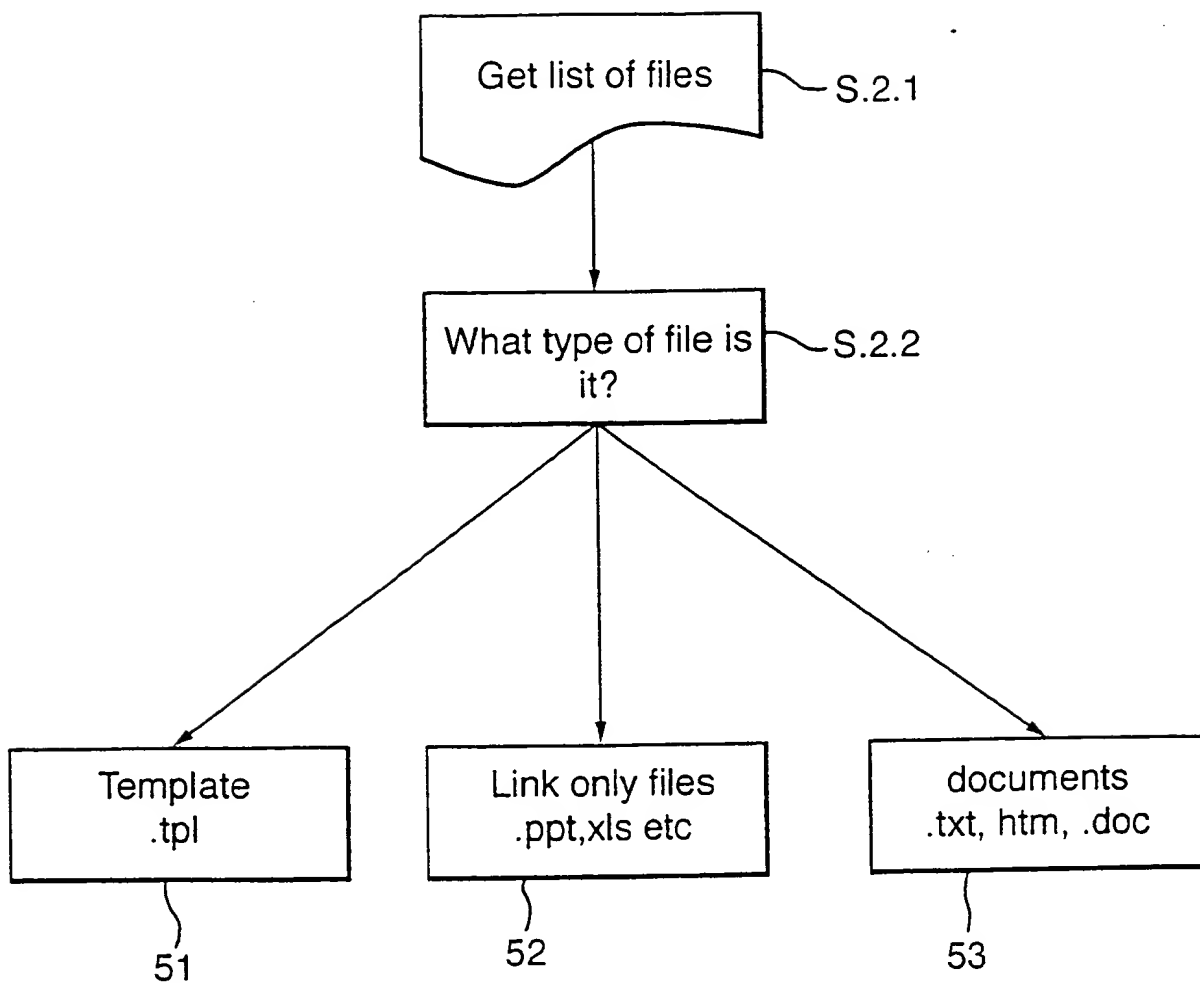 Get list of files
S.2.1
What type of file is
it?
S.2.2
Template
.tpl
Link only files
.ppt,xls etc
documents
.txt, htm, .doc
51
52
53